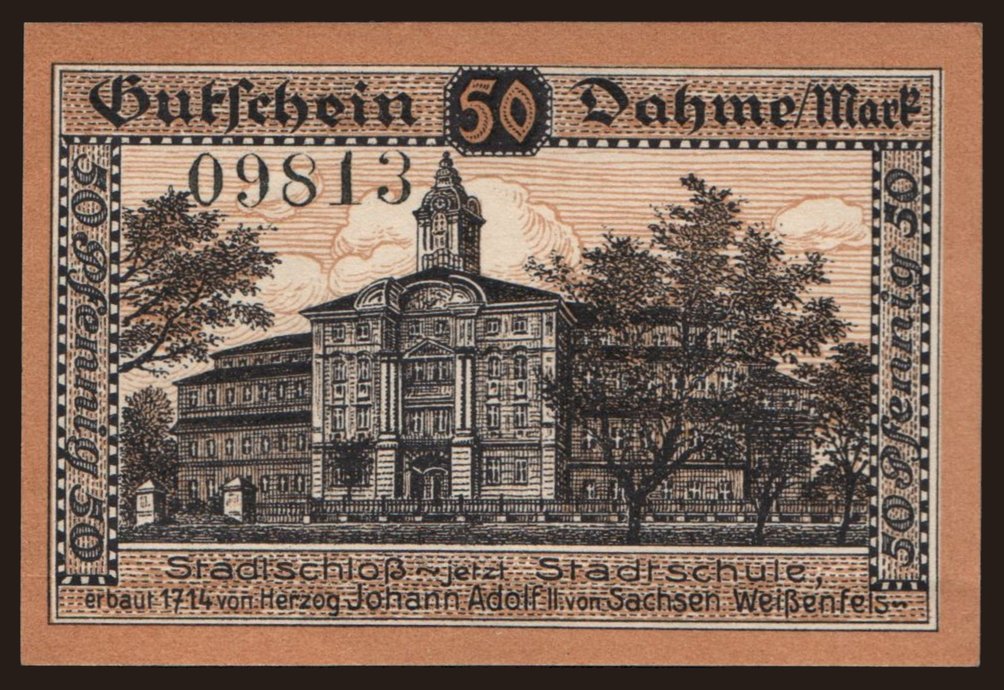 Gutschein 50 Dahme/Mark
09813
50 Pfennig 50
50 Pfennig 50
Stadtschloß ~ jetzt Stadtschule,
erbaut 1714 von Herzog Johann Adolf II. von Sachsen Weißenfels ~